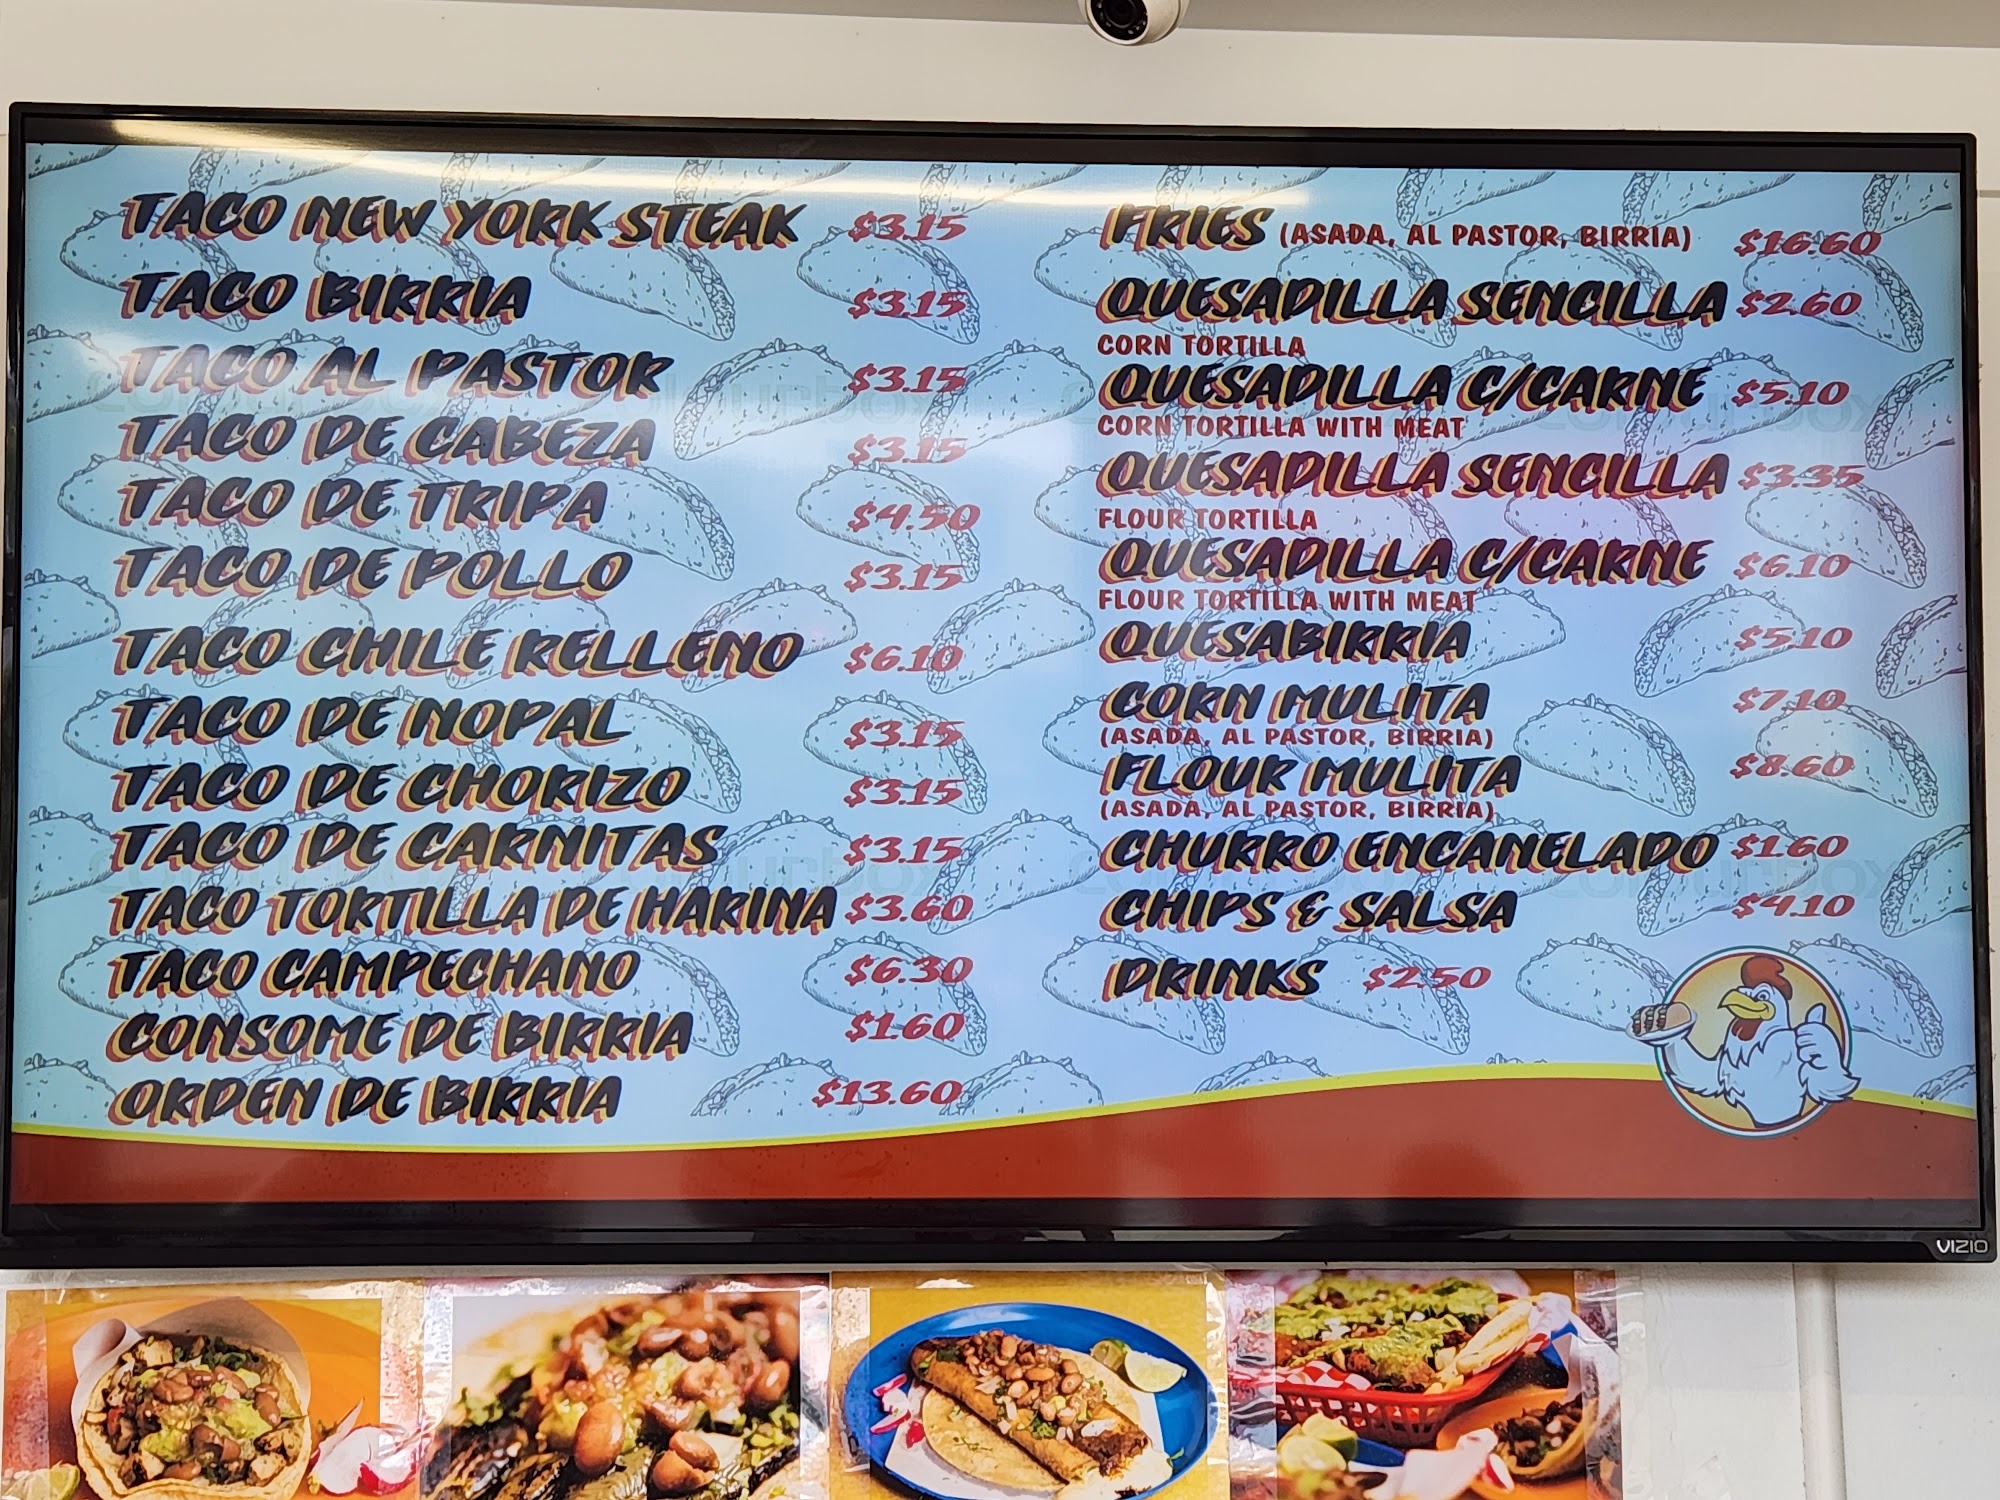 TACO NEW YORK STEAK $3.15
TACO BIRRIA $3.15
TACO AL PASTOR $3.15
TACO DE CABEZA $3.15
TACO DE TRIPA $4.50
TACO DE POLLO $3.15
TACO CHILE RELLENO $6.10
TACO DE NOPAL $3.15
TACO DE CHORIZO $3.15
TACO DE CARNITAS $3.15
TACO TORTILLA DE HARINA $3.60
TACO CAMPECHANO $6.30
CONSOME DE BIRRIA $1.60
ORDEN DE BIRRIA $13.60
FRIES (ASADA, AL PASTOR, BIRRIA) $16.60
QUESADILLA SENCILLA $2.60
CORN TORTILLA
QUESADILLA C/CARNE $5.10
CORN TORTILLA WITH MEAT
QUESADILLA SENCILLA $3.35
FLOUR TORTILLA
QUESADILLA C/CARNE $6.10
FLOUR TORTILLA WITH MEAT
QUESABIRRIA $5.10
CORN MULITA $7.10
(ASADA, AL PASTOR, BIRRIA)
FLOUR MULITA $8.60
(ASADA, AL PASTOR, BIRRIA)
CHURRO ENCANELADO $1.60
CHIPS & SALSA $4.10
DRINKS $2.50
VIZIO